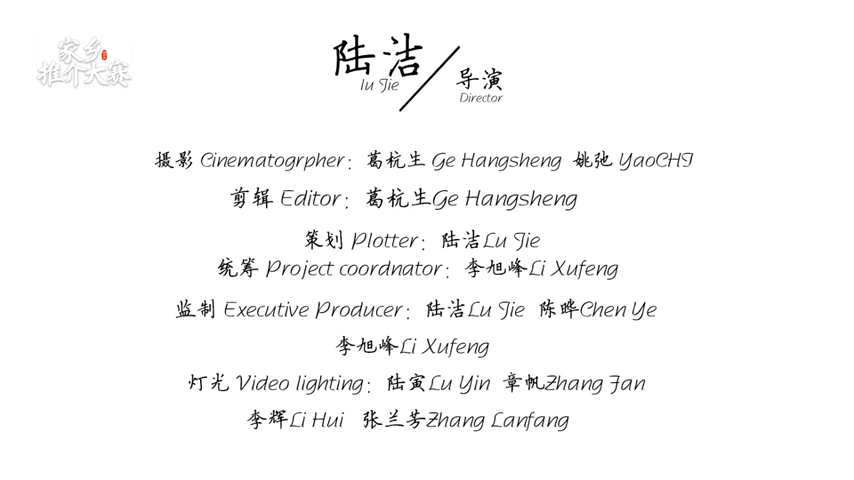 家乡
推介大赛
陆洁
lu Jie
导演
Director
摄影 Cinematogrpher：葛杭生 Ge Hangsheng 姚弛 YaoCHI
剪辑 Editor：葛杭生Ge Hangsheng
策划 Plotter：陆洁Lu Jie
统筹 Project coordnator：李旭峰Li Xufeng
监制 Executive Producer：陆洁Lu Jie 陈晔Chen Ye
李旭峰Li Xufeng
灯光 Video lighting：陆寅Lu Yin 章帆Zhang Fan
李辉Li Hui 张兰芳Zhang Lanfang